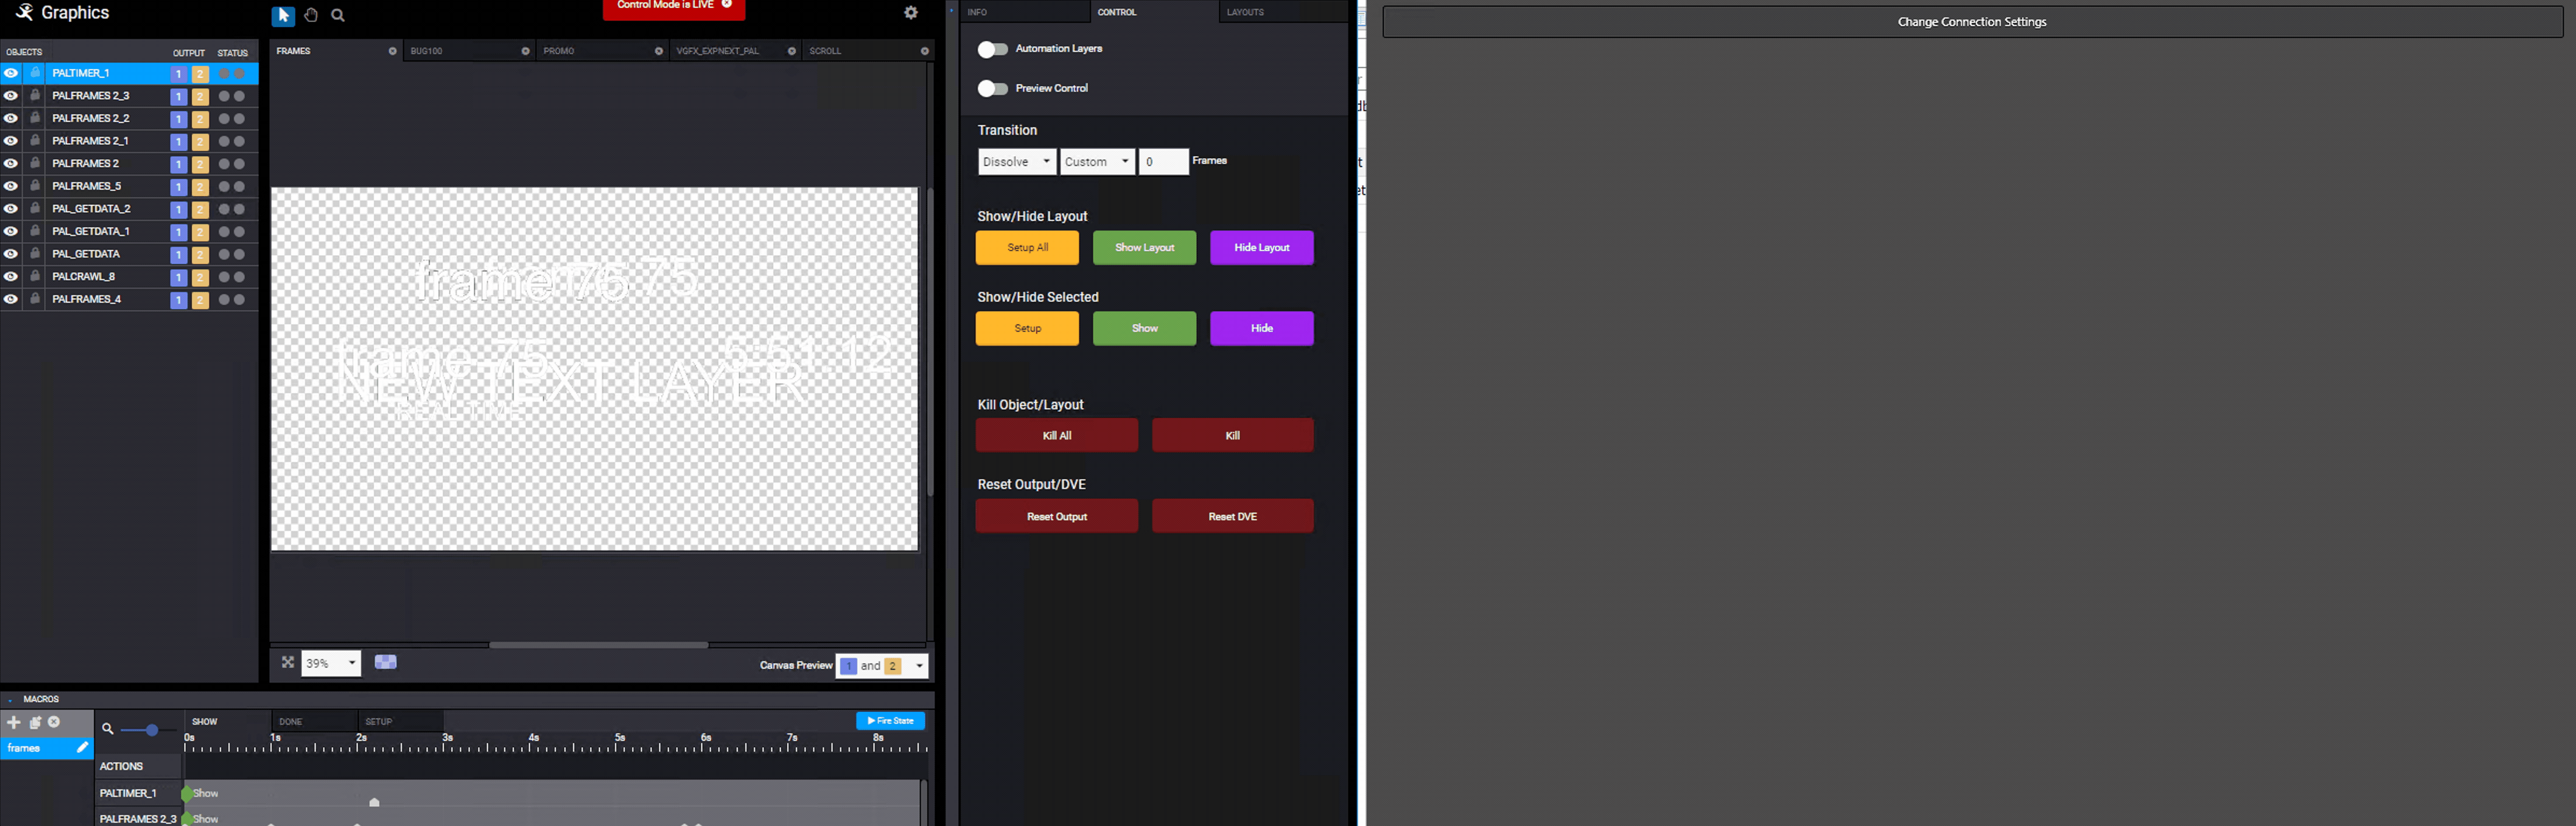 Graphics
Control Mode is LIVE
INFO
CONTROL
LAYOUTS
Change Connection Settings
OBJECTS OUTPUT STATUS
FRAMES
BUG100
PROMO
VGFX_EXPNEXT_PAL
SCROLL
PALTIMER_1 1 2
PALFRAMES 2_3 1 2
PALFRAMES 2_2 1 2
PALFRAMES 2_1 1 2
PALFRAMES 2 1 2
PALFRAMES_5 1 2
PAL_GETDATA_2 1 2
PAL_GETDATA_1 1 2
PAL_GETDATA 1 2
PALCRAWL_8 1 2
PALFRAMES_4 1 2
frame 75
frame 75
NEW TEXT LAYER
REAL TIME
39%
Canvas Preview 1 and 2
Automation Layers
Preview Control
Transition
Dissolve Custom 0 Frames
Show/Hide Layout
Setup All Show Layout Hide Layout
Show/Hide Selected
Setup Show Hide
Kill Object/Layout
Kill All Kill
Reset Output/DVE
Reset Output Reset DVE
MACROS
SHOW DONE SETUP Fire State
frames
0s 1s 2s 3s 4s 5s 6s 7s 8s
ACTIONS
PALTIMER_1 Show
PALFRAMES 2_3 Show